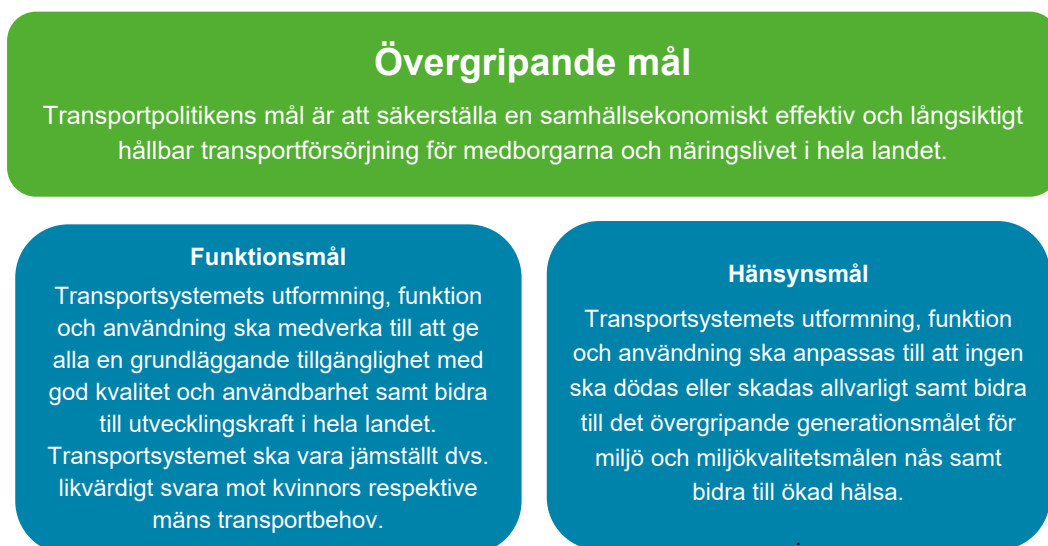 Övergripande mål
Transportpolitikens mål är att säkerställa en samhällsekonomiskt effektiv och långsiktigt
hållbar transportförsörjning för medborgarna och näringslivet i hela landet.
Funktionsmål
Transportsystemets utformning, funktion
och användning ska medverka till att ge
alla en grundläggande tillgänglighet med
god kvalitet och användbarhet samt bidra
till utvecklingskraft i hela landet.
Transportsystemet ska vara jämställt dvs.
likvärdigt svara mot kvinnors respektive
mäns transportbehov.
Hänsynsmål
Transportsystemets utformning, funktion
och användning ska anpassas till att ingen
ska dödas eller skadas allvarligt samt bidra
till det övergripande generationsmålet för
miljö och miljökvalitetsmålen nås samt
bidra till ökad hälsa.